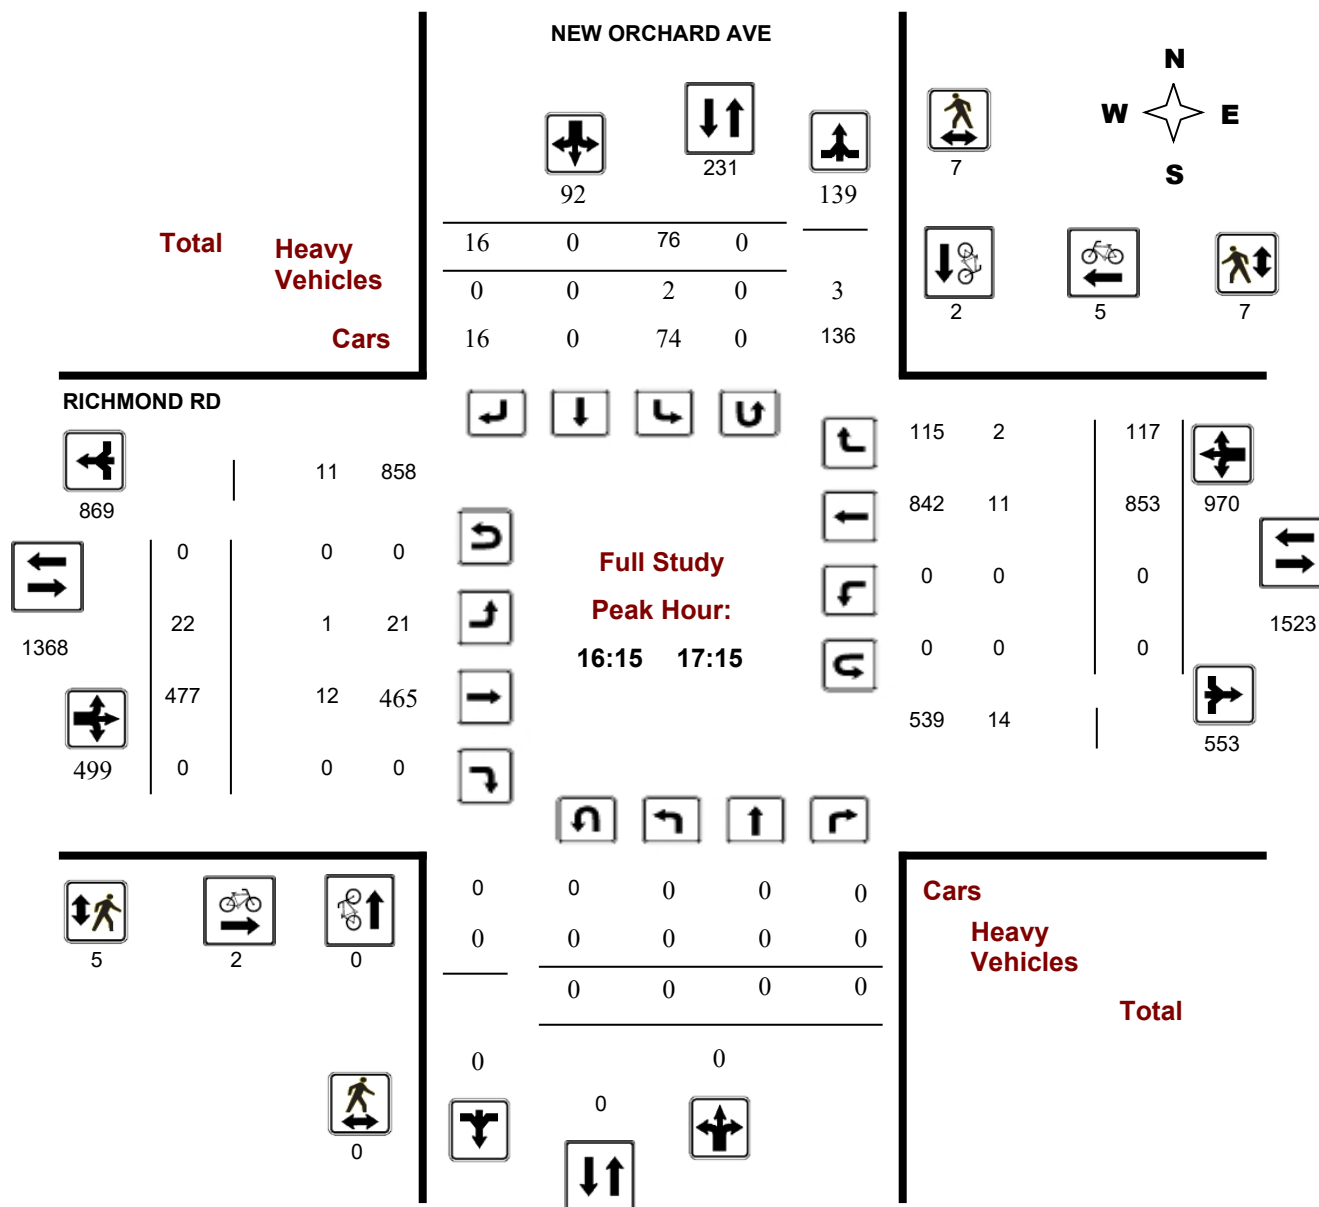 NEW ORCHARD AVE
N
W E
S
231
7
92
139
Total
Heavy
Vehicles
Cars
16 0 76 0
0 0 2 0 3
16 0 74 0 136
2 5 7
RICHMOND RD
11 858
869
115 2 117
842 11 853 970
0 0 0
Full Study
Peak Hour:
16:15 17:15
0 0 0
22 1 21
1368
1523
0 0 0
477 12 465
539 14
553
499 0 0 0
0 0 0 0 0
0 0 0 0 0
0 0 0 0
Cars
Heavy
Vehicles
Total
5 2 0
0 0
0
0